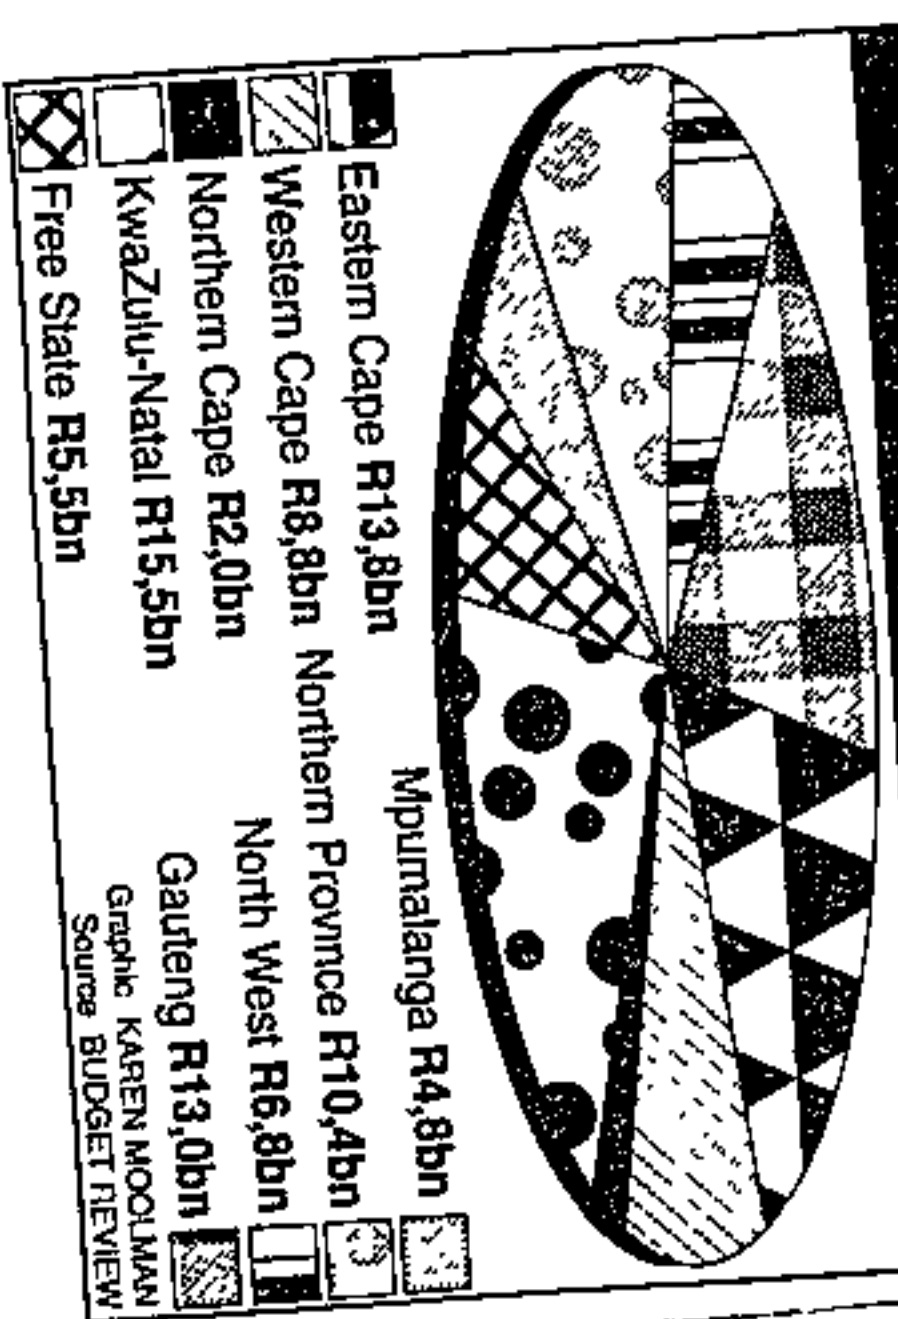 Eastern Cape R13,8bn
Western Cape R8,8bn
Northern Cape R2,0bn
KwaZulu-Natal R15,5bn
Free State R5,5bn
Mpumalanga R4,8bn
Northern Province R10,4bn
North West R6,8bn
Gauteng R13,0bn
Graphic KAREN MOOLMAN
Source BUDGET REVIEW